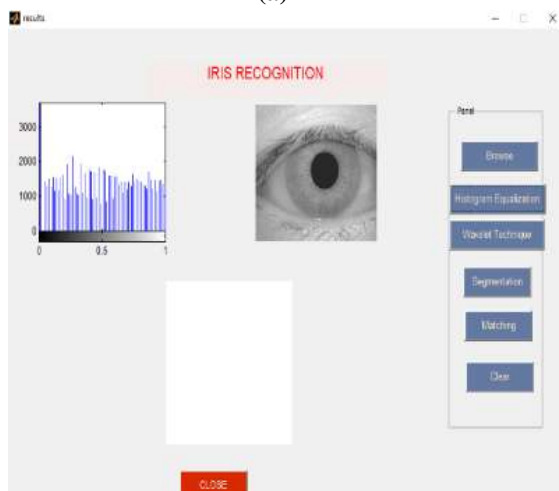 results
IRIS RECOGNITION
3000
2000
1000
0
0
0.5
1
Panel
Browse
Histogram Equalization
Wavelet Technique
Segmentation
Matching
Clear
CLOSE